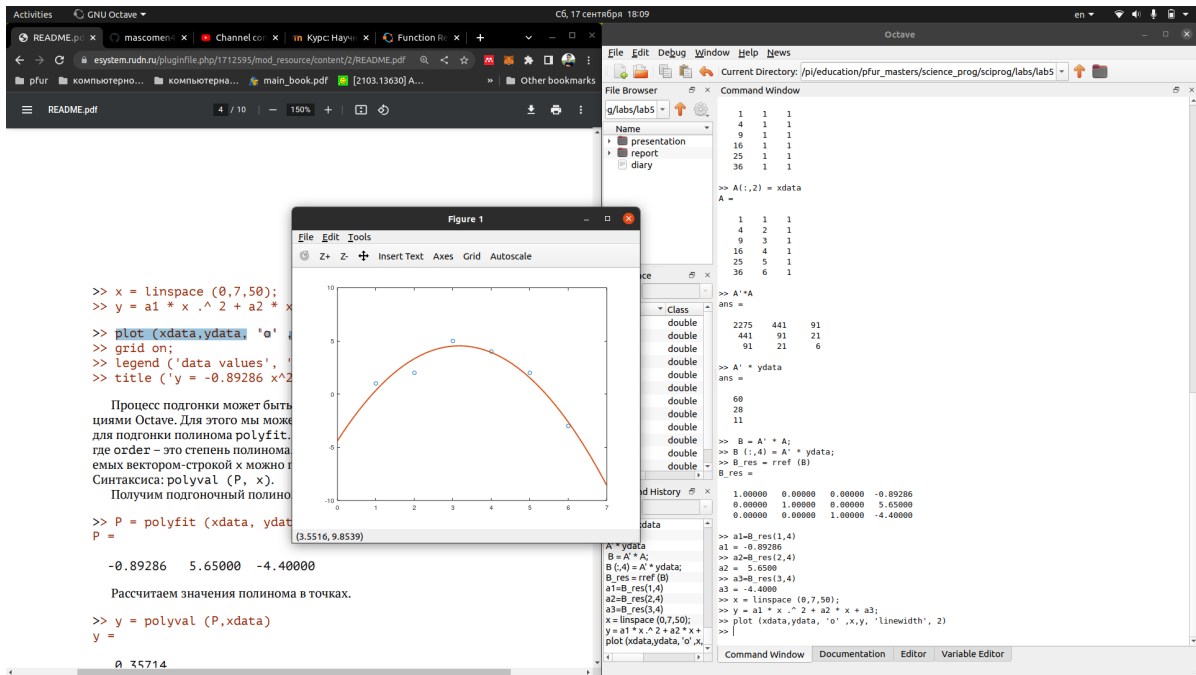 Activities GNU Octave Сб, 17 сентября 18:09 en
README.pd mascomen4 Channel con Курс: Науч Function Re
esystem.rudn.ru/pluginfile.php/1712595/mod_resource/content/2/README.pdf
pfur компьютерно... компьютерна... main_book.pdf [2103.13630] A... » Other bookmarks
README.pdf 4 / 10 150%
>> x = linspace (0,7,50);
>> y = a1 * x .^ 2 + a2 * x
>> plot (xdata,ydata, 'o' ,
>> grid on;
>> legend ('data values', '
>> title ('y = -0.89286 x^2
Процесс подгонки может быть
циями Octave. Для этого мы може
для подгонки полинома polyfit.
где order – это степень полинома
емых вектором-строкой x можно п
Синтаксиса: polyval (P, x).
Получим подгоночный полино
>> P = polyfit (xdata, ydat
P =
-0.89286 5.65000 -4.40000
Рассчитаем значения полинома в точках.
>> y = polyval (P,xdata)
y =
0.35714
Figure 1
File Edit Tools
Z+ Z- Insert Text Axes Grid Autoscale
10
5
0
-5
-10
0 1 2 3 4 5 6 7
(3.5516, 9.8539)
Octave
File Edit Debug Window Help News
Current Directory: /pi/education/pfur_masters/science_prog/sciprog/labs/lab5
File Browser
g/labs/lab5
Name
presentation
report
diary
ce
Class
double
double
double
double
double
double
double
double
double
double
double
double
d History
data
A' * ydata
B = A' * A;
B (:,4) = A' * ydata;
B_res = rref (B)
a1=B_res(1,4)
a2=B_res(2,4)
a3=B_res(3,4)
x = linspace (0,7,50);
y = a1 * x .^ 2 + a2 * x +
plot (xdata,ydata, 'o' ,x,
Command Window
1 1 1
4 1 1
9 1 1
16 1 1
25 1 1
36 1 1
>> A(:,2) = xdata
A =
1 1 1
4 2 1
9 3 1
16 4 1
25 5 1
36 6 1
>> A'*A
ans =
2275 441 91
441 91 21
91 21 6
>> A' * ydata
ans =
60
28
11
>> B = A' * A;
>> B (:,4) = A' * ydata;
>> B_res = rref (B)
B_res =
1.00000 0.00000 0.00000 -0.89286
0.00000 1.00000 0.00000 5.65000
0.00000 0.00000 1.00000 -4.40000
>> a1=B_res(1,4)
a1 = -0.89286
>> a2=B_res(2,4)
a2 = 5.6500
>> a3=B_res(3,4)
a3 = -4.4000
>> x = linspace (0,7,50);
>> y = a1 * x .^ 2 + a2 * x + a3;
>> plot (xdata,ydata, 'o' ,x,y, 'linewidth', 2)
>>
Command Window Documentation Editor Variable Editor